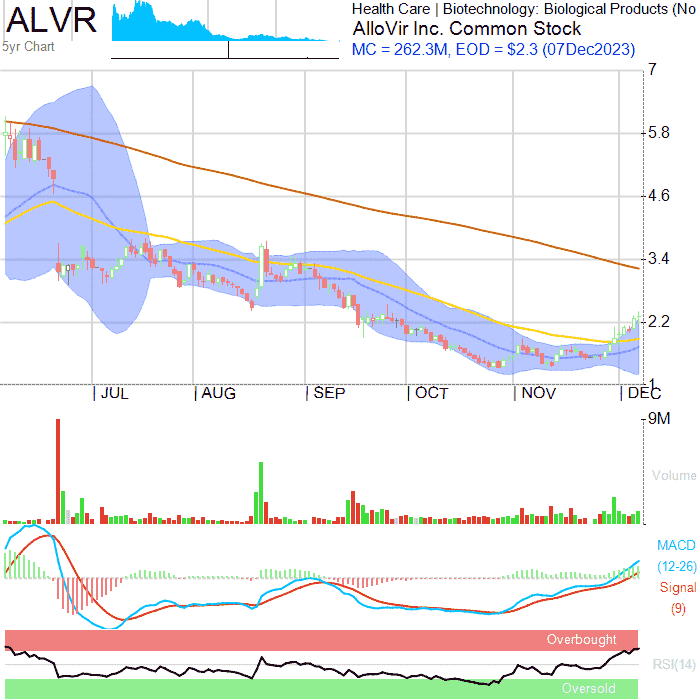 ALVR
5yr Chart
Health Care | Biotechnology: Biological Products (No
AlloVir Inc. Common Stock
MC = 262.3M, EOD = $2.3 (07Dec2023)
7
5.8
4.6
3.4
2.2
1
JUL AUG SEP OCT NOV DEC
9M
Volume
MACD
(12-26)
Signal
(9)
Overbought
RSI(14)
Oversold